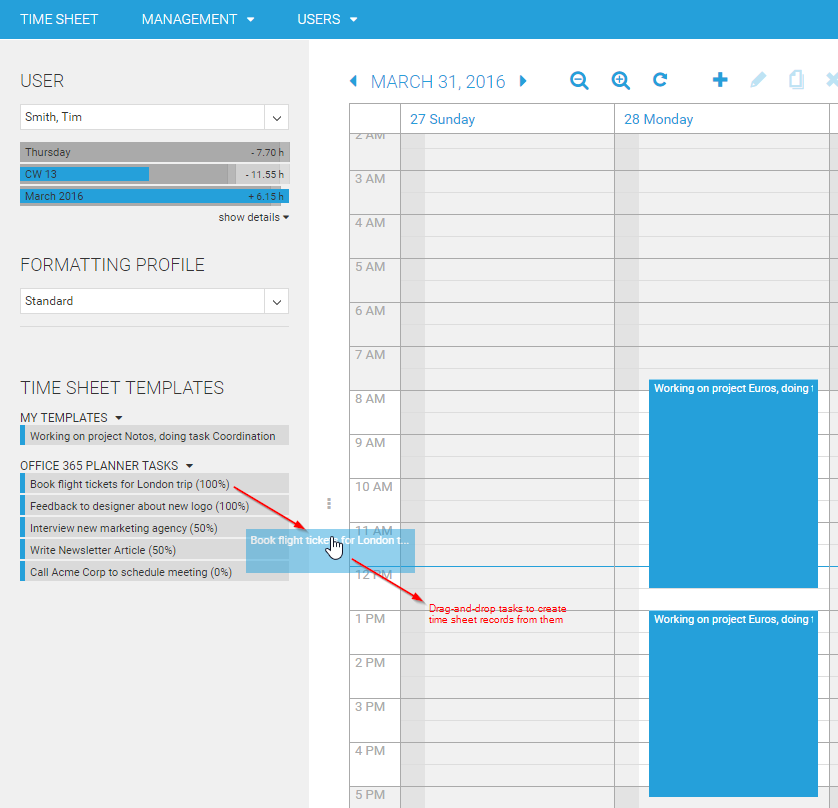 TIME SHEET MANAGEMENT USERS
USER
Smith, Tim
Thursday - 7.70 h
CW 13 - 11.55 h
March 2016 + 6.15 h
show details
FORMATTING PROFILE
Standard
TIME SHEET TEMPLATES
MY TEMPLATES
Working on project Notos, doing task Coordination
OFFICE 365 PLANNER TASKS
Book flight tickets for London trip (100%)
Feedback to designer about new logo (100%)
Interview new marketing agency (50%)
Write Newsletter Article (50%)
Call Acme Corp to schedule meeting (0%)
MARCH 31, 2016
27 Sunday 28 Monday
2 AM
3 AM
4 AM
5 AM
6 AM
7 AM
8 AM
9 AM
10 AM
11 AM
12 PM
1 PM
2 PM
3 PM
4 PM
5 PM
Working on project Euros, doing t
Book flight tickets for London t...
Drag-and-drop tasks to create
time sheet records from them
Working on project Euros, doing t